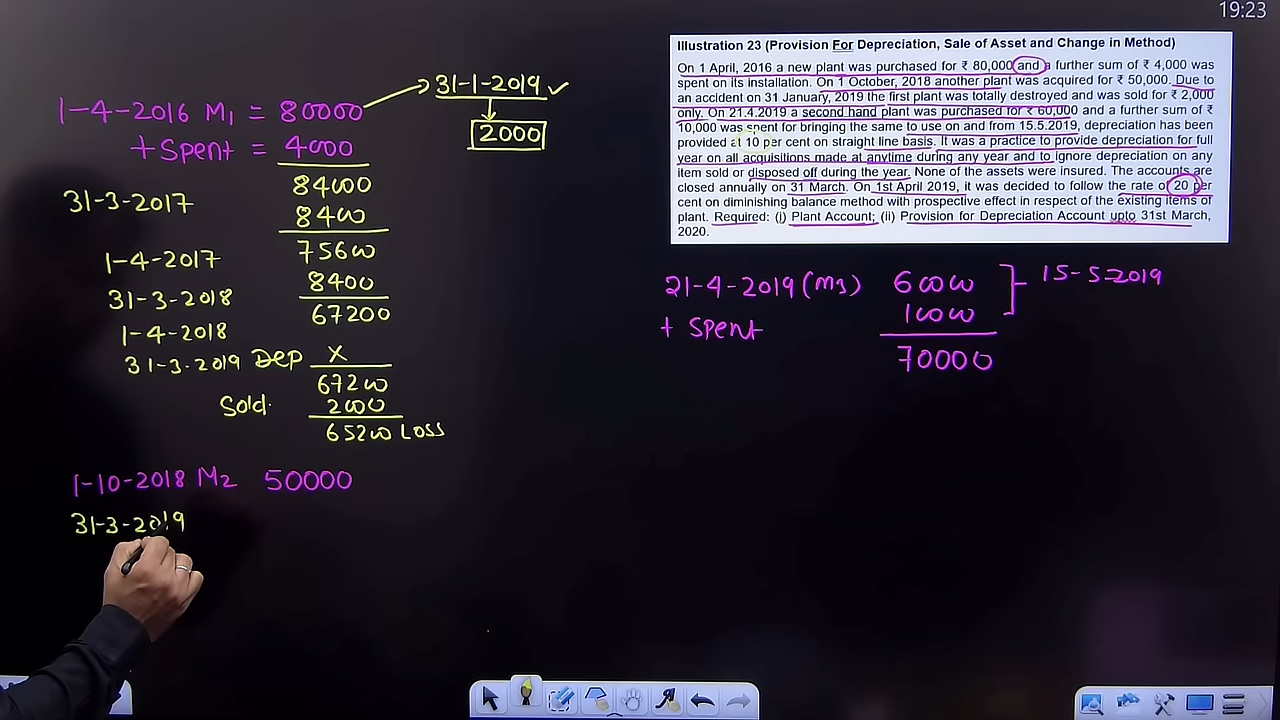 19:23
Illustration 23 (Provision For Depreciation, Sale of Asset and Change in Method)
On 1 April, 2016 a new plant was purchased for ₹ 80,000 and a further sum of ₹ 4,000 was
spent on its installation. On 1 October, 2018 another plant was acquired for ₹ 50,000. Due to
an accident on 31 January, 2019 the first plant was totally destroyed and was sold for ₹ 2,000
only. On 21.4.2019 a second hand plant was purchased for ₹ 60,000 and a further sum of ₹
10,000 was spent for bringing the same to use on and from 15.5.2019, depreciation has been
provided at 10 per cent on straight line basis. It was a practice to provide depreciation for full
year on all acquisitions made at anytime during any year and to ignore depreciation on any
item sold or disposed off during the year. None of the assets were insured. The accounts are
closed annually on 31 March. On 1st April 2019, it was decided to follow the rate of 20 per
cent on diminishing balance method with prospective effect in respect of the existing items of
plant. Required: (i) Plant Account; (ii) Provision for Depreciation Account upto 31st March,
2020.
31-1-2019 ✓
2000
1-4-2016 M1 = 80000
+ Spent = 4000
84000
31-3-2017 8400
1-4-2017 75600
31-3-2018 8400
67200
1-4-2018
31-3-2019 Dep X
67200
Sold. 2000
65200 Loss
1-10-2018 M2 50000
31-3-2019
21-4-2019 (M3) 60000 15-5-2019
+ Spent 10000
70000